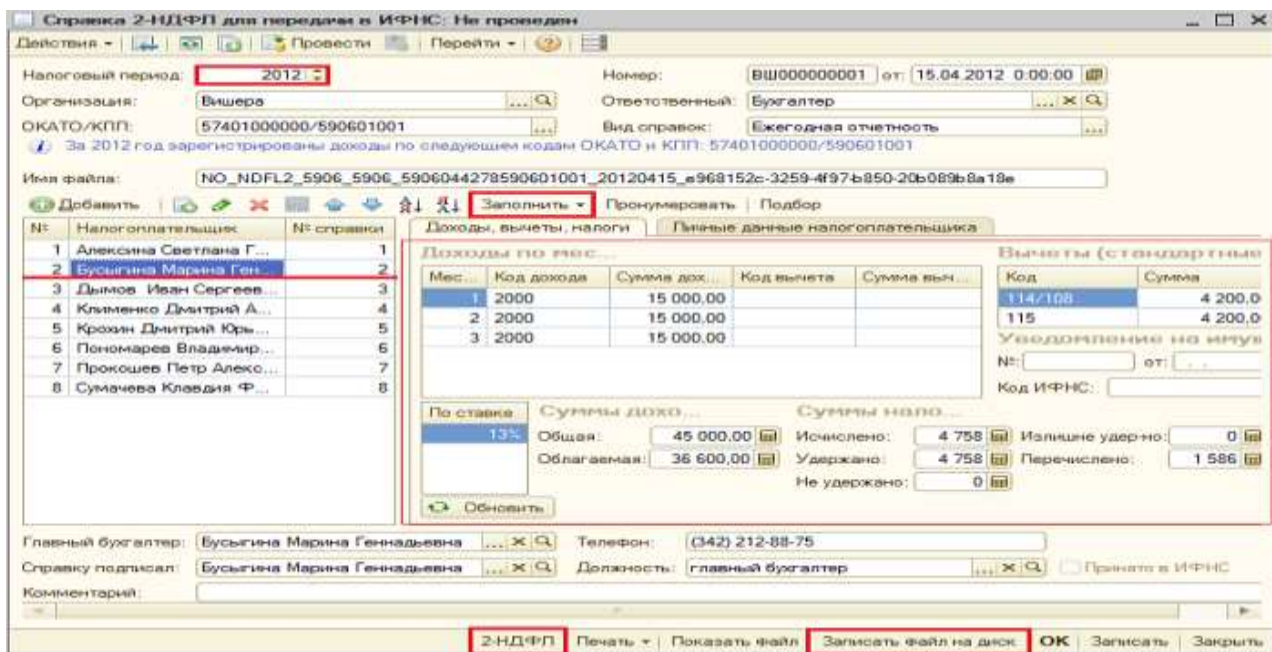 Справка 2-НДФЛ для передачи в ИФНС: Не проведен
Действия Провести Перейти
Налоговый период: 2012 Номер: ВШ000000001 от: 15.04.2012 0:00:00
Организация: Вишера Ответственный: Бухгалтер
ОКАТО/КПП: 57401000000/590601001 Вид справок: Ежегодная отчетность
За 2012 год зарегистрированы доходы по следующим кодам ОКАТО и КПП: 57401000000/590601001
Имя файла: NO_NDFL2_5906_5906_5906044278590601001_20120415_e968152c-3259-4f97-b850-20b089b8a18e
Добавить Заполнить Пронумеровать Подбор
№ Налогоплательщик № справки Доходы, вычеты, налоги Личные данные налогоплательщика
1 Алексина Светлана Г... 1 Доходы по мес... Вычеты (стандартные
2 Бусыгина Марина Ген... 2 Мес... Код дохода Сумма дох... Код вычета Сумма выч... Код Сумма
3 Дымов Иван Сергеев... 3 1 2000 15 000,00 114/108 4 200,0
4 Клименко Дмитрий А... 4 2 2000 15 000,00 115 4 200,0
5 Крохин Дмитрий Юрь... 5 3 2000 15 000,00 Уведомление на имущ
6 Пономарев Владимир... 6 №: от: . .
7 Прокошев Петр Алекс... 7 Код ИФНС:
8 Сумачева Клавдия Ф... 8
По ставке Суммы дохо... Суммы нало...
13% Общая: 45 000,00 Исчислено: 4 758 Излишне удер-но: 0
Облагаемая: 36 600,00 Удержано: 4 758 Перечислено: 1 586
Не удержано: 0
Обновить
Главный бухгалтер: Бусыгина Марина Геннадьевна Телефон: (342) 212-88-75
Справку подписал: Бусыгина Марина Геннадьевна Должность: главный бухгалтер Принято в ИФНС
Комментарий:
2-НДФЛ Печать Показать файл Записать файл на диск OK Записать Закрыть